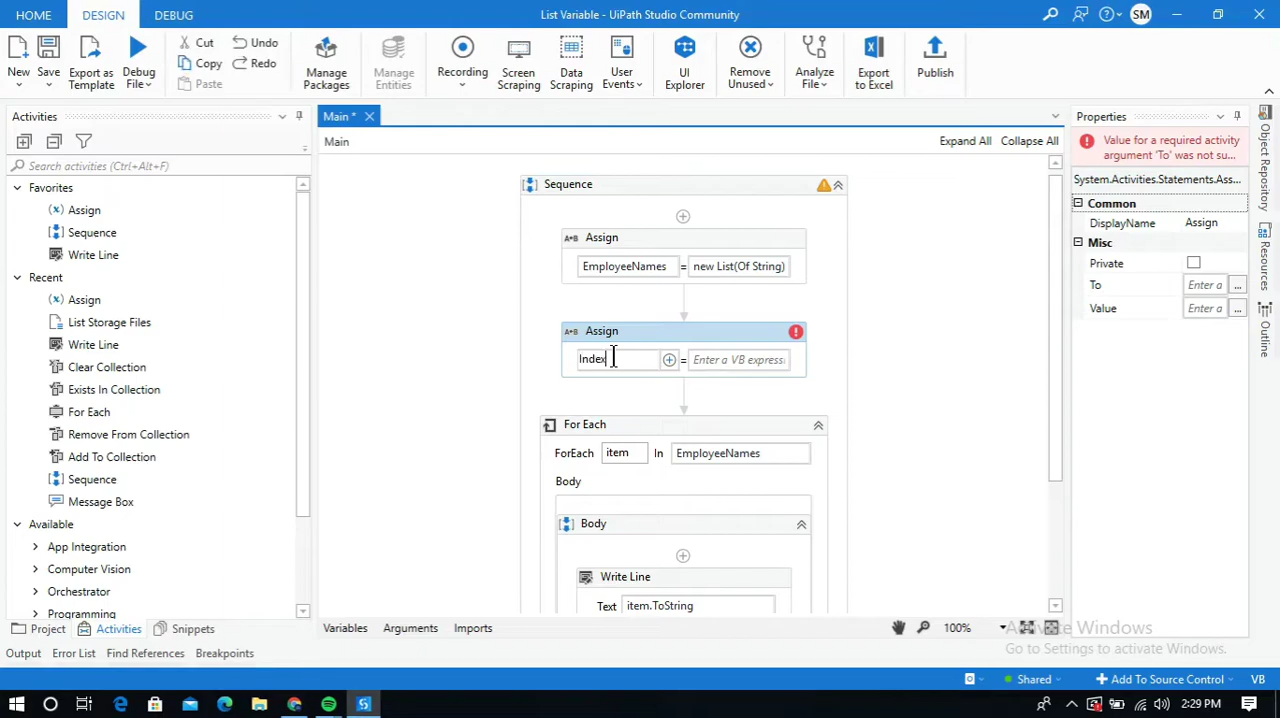 HOME
DESIGN
DEBUG
List Variable - UiPath Studio Community
SM
New
Save
Export as Template
Debug File
Cut
Copy
Paste
Undo
Redo
Manage Packages
Manage Entities
Recording
Screen Scraping
Data Scraping
User Events
UI Explorer
Remove Unused
Analyze File
Export to Excel
Publish
Activities
Search activities (Ctrl+Alt+F)
Favorites
Assign
Sequence
Write Line
Recent
Assign
List Storage Files
Write Line
Clear Collection
Exists In Collection
For Each
Remove From Collection
Add To Collection
Sequence
Message Box
Available
App Integration
Computer Vision
Orchestrator
Programming
Project
Activities
Snippets
Main *
Main
Expand All
Collapse All
Sequence
A*B Assign
EmployeeNames = new List(Of String)
A*B Assign
Index = Enter a VB express
For Each
ForEach item In EmployeeNames
Body
Body
Write Line
Text item.ToString
Variables
Arguments
Imports
100%
Properties
Value for a required activity
argument 'To' was not su...
System.Activities.Statements.Ass...
Common
DisplayName Assign
Misc
Private
To Enter a ...
Value Enter a ...
Object Repository
Resources
Outline
Activate Windows
Go to Settings to activate Windows.
Output
Error List
Find References
Breakpoints
Shared
Add To Source Control
VB
2:29 PM